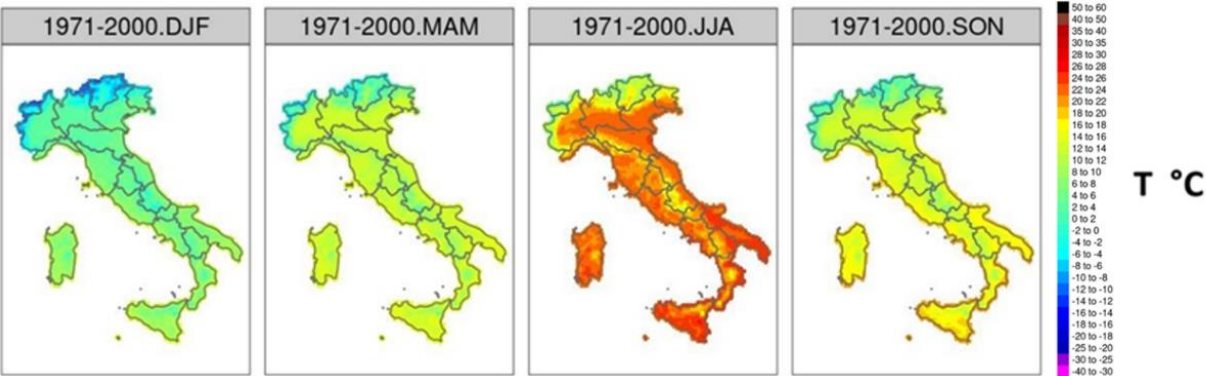 1971-2000.DJF
1971-2000.MAM
1971-2000.JJA
1971-2000.SON
50 to 60
40 to 50
35 to 40
30 to 35
28 to 30
26 to 28
24 to 26
22 to 24
20 to 22
18 to 20
16 to 18
14 to 16
12 to 14
10 to 12
8 to 10
6 to 8
4 to 6
2 to 4
0 to 2
-2 to 0
-4 to -2
-6 to -4
-8 to -6
-10 to -8
-12 to -10
-14 to -12
-16 to -14
-18 to -16
-20 to -18
-25 to -20
-30 to -25
-40 to -30
T °C